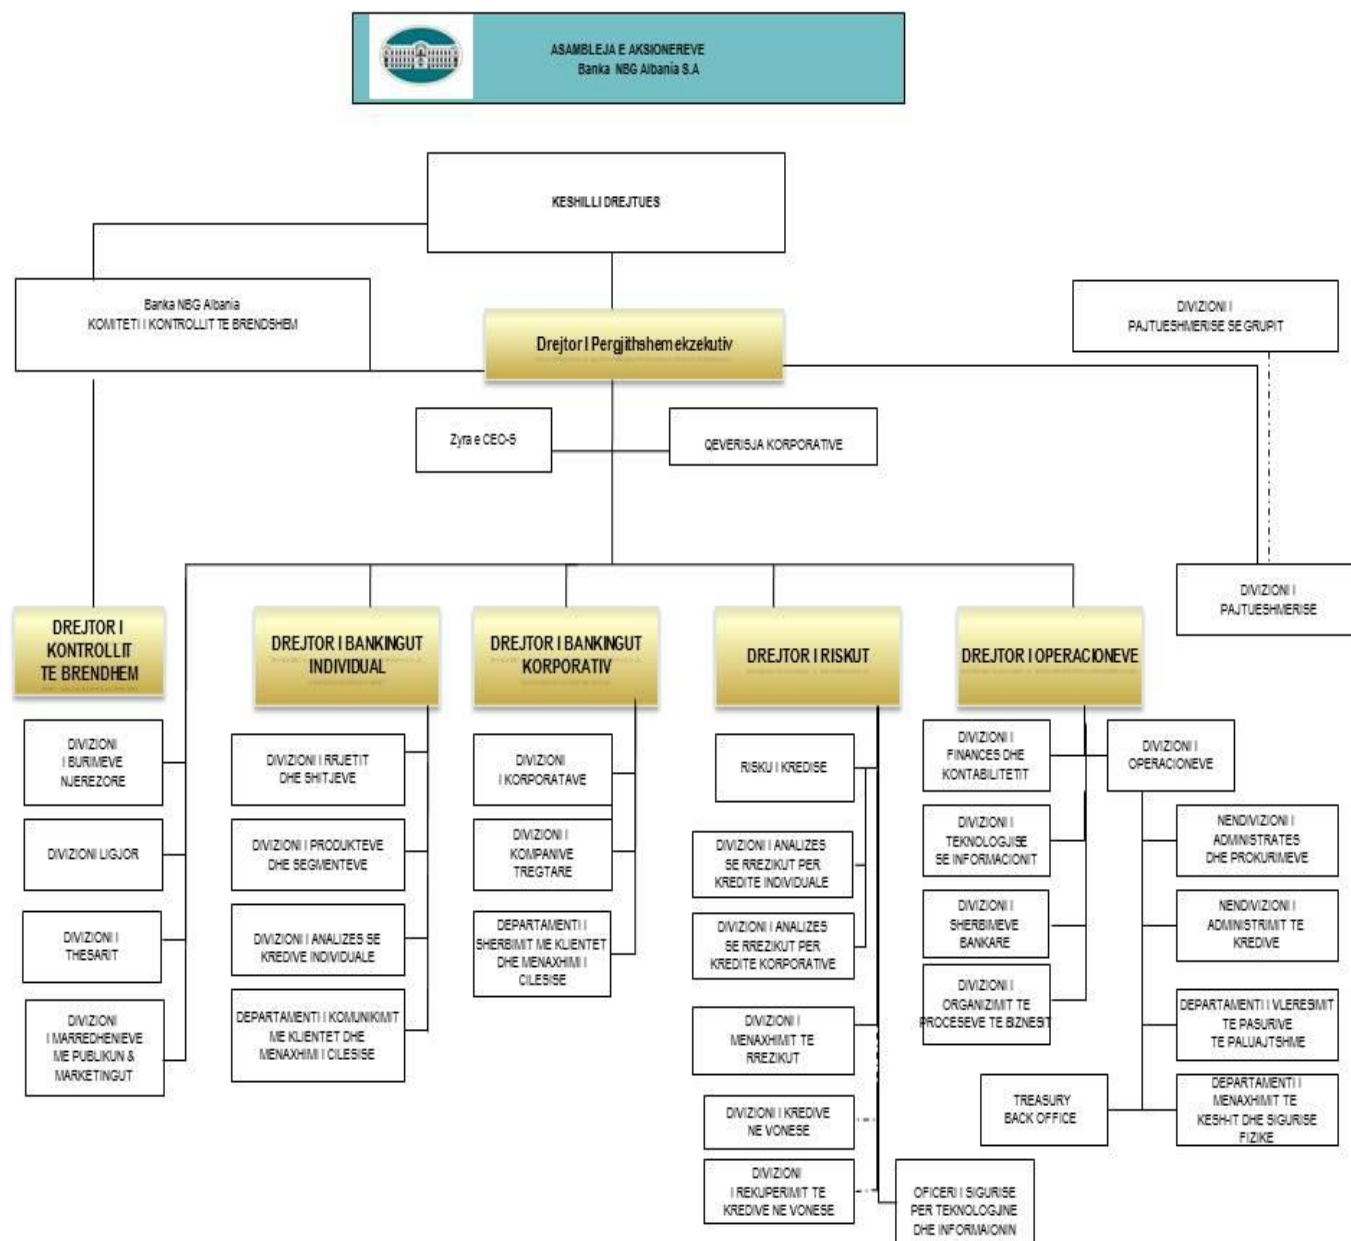 ASAMBLEJA E AKSIONEREVE
Banka NBG Albania S.A
KESHILLI DREJTUES
Banka NBG Albania
KOMITETI I KONTROLLIT TE BRENDSHEM
DIVIZIONI I
PAJTUESHMERISE SE GRUPIT
Drejtor I Pergjithshem ekzekutiv
Zyra e CEO-S
QEVERISJA KORPORATIVE
DIVIZIONI I
PAJTUESHMERISE
DREJTOR I
KONTROLLIT
TE BRENDHEM
DREJTOR I BANKINGUT
INDIVIDUAL
DREJTOR I BANKINGUT
KORPORATIV
DREJTOR I RISKUT
DREJTOR I OPERACIONEVE
DIVIZIONI
I BURIMEVE
NJEREZORE
DIVIZIONI LIGJOR
DIVIZIONI I
THESARIT
DIVIZIONI
I MARREDHENIEVE
ME PUBLIKUN &
MARKETINGUT
DIVIZIONI I RRJETIT
DHE SHITJEVE
DIVIZIONI I PRODUKTEVE
DHE SEGMENTEVE
DIVIZIONI I ANALIZES SE
KREDIVE INDIVIDUALE
DEPARTAMENTI I KOMUNIKIMIT
ME KLIENTET DHE
MENAXHIMI I CILESISE
DIVIZIONI
I KORPORATAVE
DIVIZIONI I
KOMPANIVE
TREGTARE
DEPARTAMENTI I
SHERBIMIT ME KLIENTET
DHE MENAXHIMI I
CILESISE
RISKU I KREDISE
DIVIZIONI I ANALIZES
SE RREZIKUT PER
KREDITE INDIVIDUALE
DIVIZIONI I ANALIZES
SE RREZIKUT PER
KREDITE KORPORATIVE
DIVIZIONI I
MENAXHIMIT TE
RREZIKUT
DIVIZIONI I KREDIVE
NE VONESE
DIVIZIONI
I REKUPERIMIT TE
KREDIVE NE VONESE
OFICERI I SIGURISE
PER TEKNOLOGJINE
DHE INFORMAIONIN
DIVIZIONI I
FINANCES DHE
KONTABILITETIT
DIVIZIONI I
TEKNOLOGJISE
SE INFORMACIONIT
DIVIZIONI I
SHERBIMEVE
BANKARE
DIVIZIONI I
ORGANIZIMIT TE
PROCESEVE TE BIZNESIT
DIVIZIONI I
OPERACIONEVE
NENDIVIZIONI I
ADMINISTRATES
DHE PROKURIMEVE
NENDIVIZIONI I
ADMINISTRIMIT TE
KREDIVE
DEPARTAMENTI I VLERESIMIT
TE PASURIVE
TE PALUAJTSHME
TREASURY
BACK OFFICE
DEPARTAMENTI I
MENAXHIMIT TE
KESH-IT DHE SIGURISE
FIZIKE